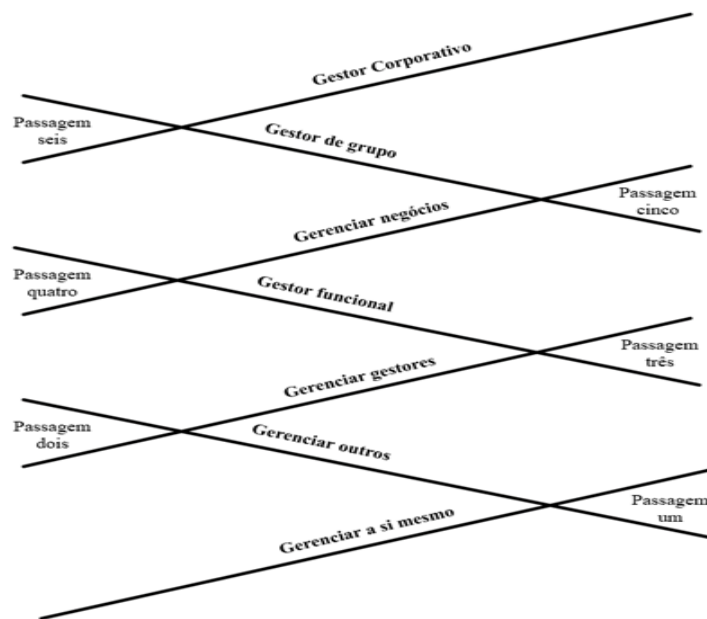 Gestor Corporativo
Passagem
seis
Gestor de grupo
Passagem
cinco
Gerenciar negócios
Passagem
quatro
Gestor funcional
Passagem
três
Gerenciar gestores
Passagem
dois
Gerenciar outros
Passagem
um
Gerenciar a si mesmo